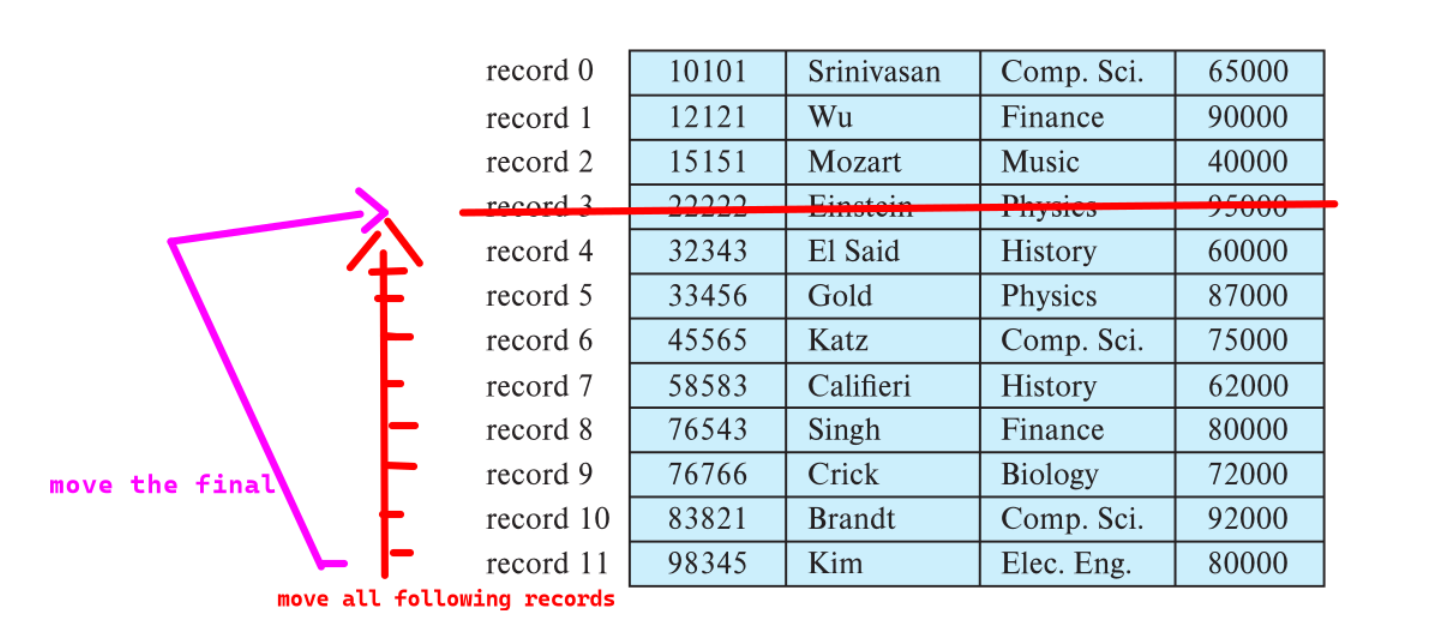 record 0 10101 Srinivasan Comp. Sci. 65000
record 1 12121 Wu Finance 90000
record 2 15151 Mozart Music 40000
record 3 22222 Einstein Physics 95000
record 4 32343 El Said History 60000
record 5 33456 Gold Physics 87000
record 6 45565 Katz Comp. Sci. 75000
record 7 58583 Califieri History 62000
record 8 76543 Singh Finance 80000
record 9 76766 Crick Biology 72000
move the final
record 10 83821 Brandt Comp. Sci. 92000
record 11 98345 Kim Elec. Eng. 80000
move all following records